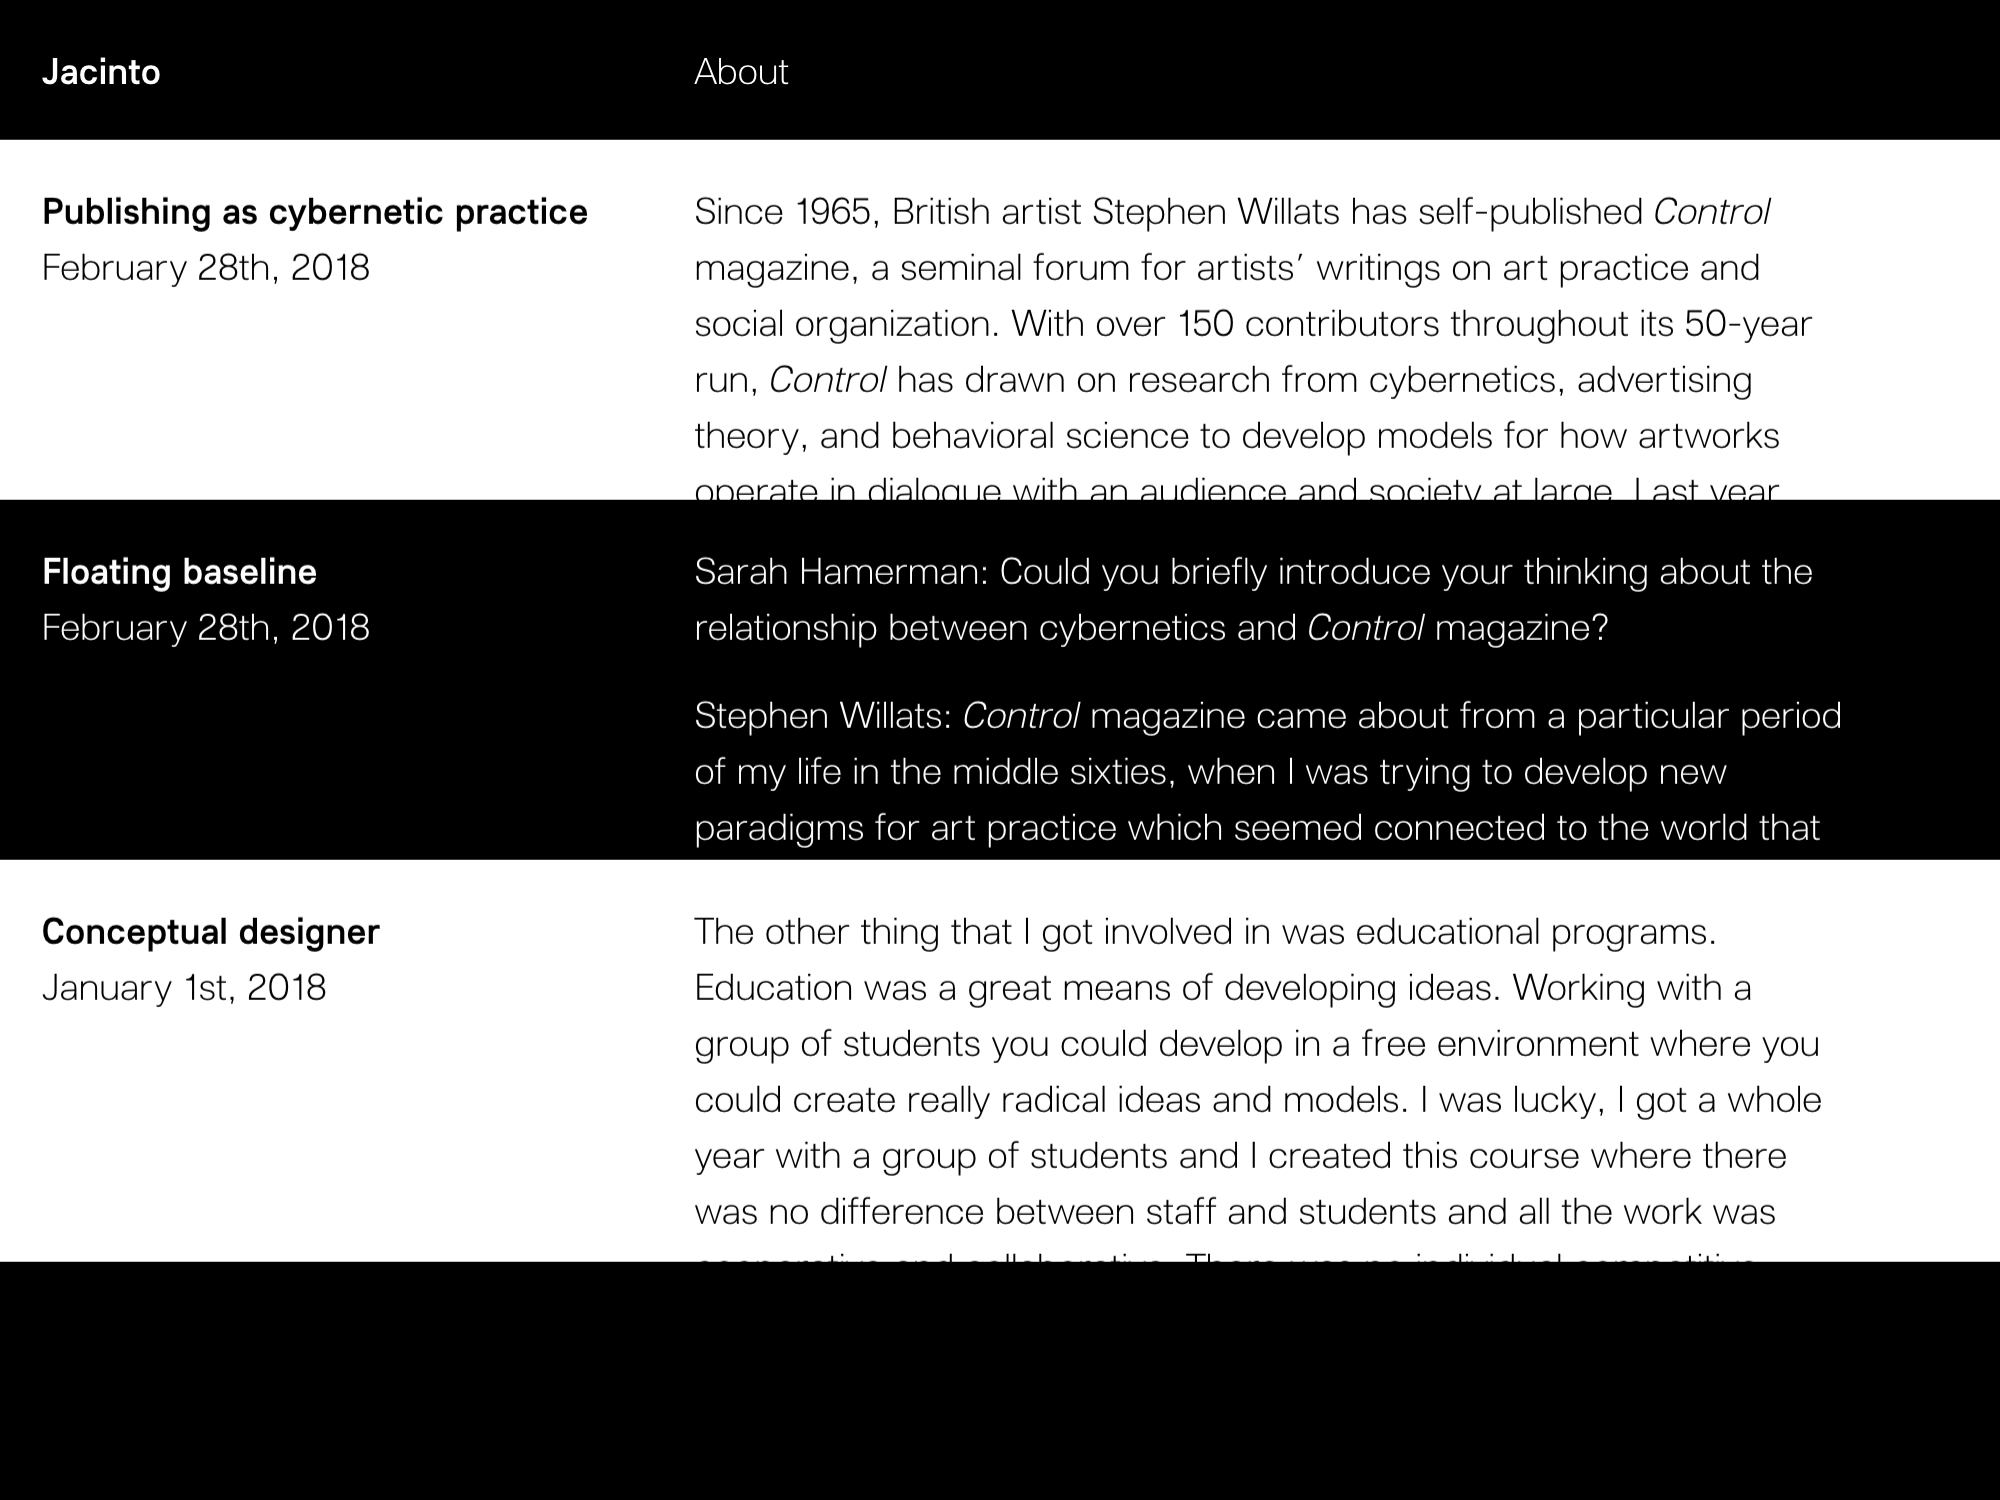 Jacinto
About
Publishing as cybernetic practice
February 28th, 2018
Since 1965, British artist Stephen Willats has self-published Control
magazine, a seminal forum for artists’ writings on art practice and
social organization. With over 150 contributors throughout its 50-year
run, Control has drawn on research from cybernetics, advertising
theory, and behavioral science to develop models for how artworks
operate in dialogue with an audience and society at large. Last year
Floating baseline
February 28th, 2018
Sarah Hamerman: Could you briefly introduce your thinking about the
relationship between cybernetics and Control magazine?
Stephen Willats: Control magazine came about from a particular period
of my life in the middle sixties, when I was trying to develop new
paradigms for art practice which seemed connected to the world that
Conceptual designer
January 1st, 2018
The other thing that I got involved in was educational programs.
Education was a great means of developing ideas. Working with a
group of students you could develop in a free environment where you
could create really radical ideas and models. I was lucky, I got a whole
year with a group of students and I created this course where there
was no difference between staff and students and all the work was